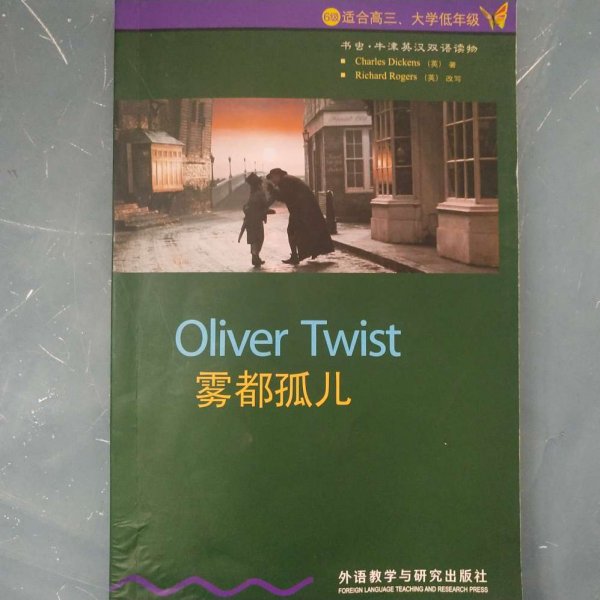 6级 适合高三、大学低年级
书虫·牛津英汉双语读物
■ Charles Dickens (英) 著
■ Richard Rogers (英) 改写
Oliver Twist
雾都孤儿
外语教学与研究出版社
FOREIGN LANGUAGE TEACHING AND RESEARCH PRESS